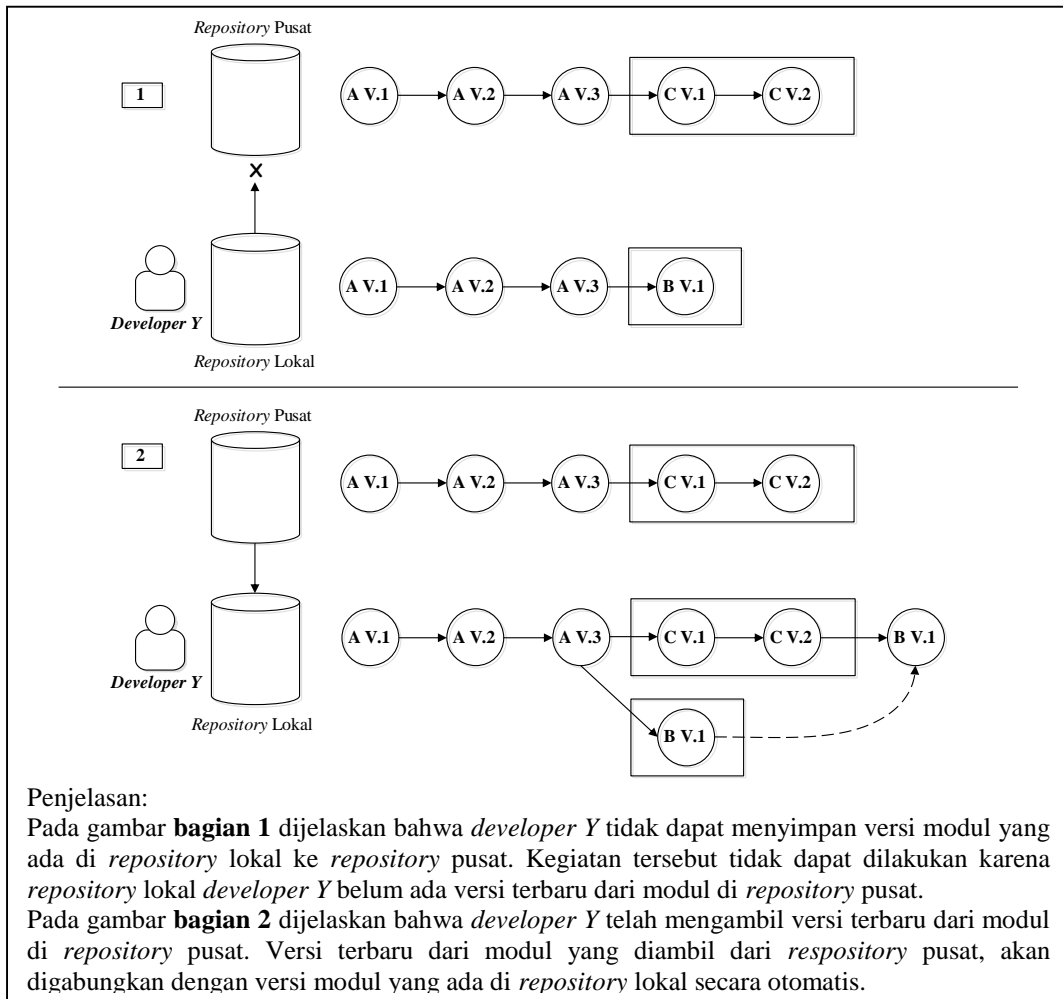 Repository Pusat
1
A V.1 A V.2 A V.3 C V.1 C V.2
X
A V.1 A V.2 A V.3 B V.1
Developer Y
Repository Lokal
Repository Pusat
2
A V.1 A V.2 A V.3 C V.1 C V.2
A V.1 A V.2 A V.3 C V.1 C V.2 B V.1
Developer Y
Repository Lokal
B V.1
Penjelasan:
Pada gambar bagian 1 dijelaskan bahwa developer Y tidak dapat menyimpan versi modul yang
ada di repository lokal ke repository pusat. Kegiatan tersebut tidak dapat dilakukan karena
repository lokal developer Y belum ada versi terbaru dari modul di repository pusat.
Pada gambar bagian 2 dijelaskan bahwa developer Y telah mengambil versi terbaru dari modul
di repository pusat. Versi terbaru dari modul yang diambil dari respository pusat, akan
digabungkan dengan versi modul yang ada di repository lokal secara otomatis.